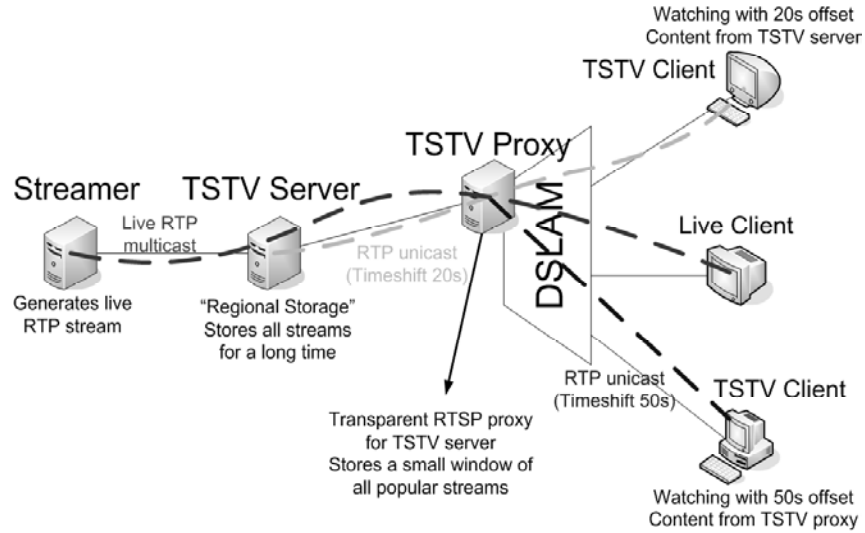 Watching with 20s offset
Content from TSTV server
TSTV Client
TSTV Proxy
Streamer
TSTV Server
Live RTP
multicast
RTP unicast
(Timeshift 20s)
DSLAM
Live Client
Generates live
RTP stream
“Regional Storage”
Stores all streams
for a long time
RTP unicast
(Timeshift 50s)
TSTV Client
Transparent RTSP proxy
for TSTV server
Stores a small window of
all popular streams
Watching with 50s offset
Content from TSTV proxy